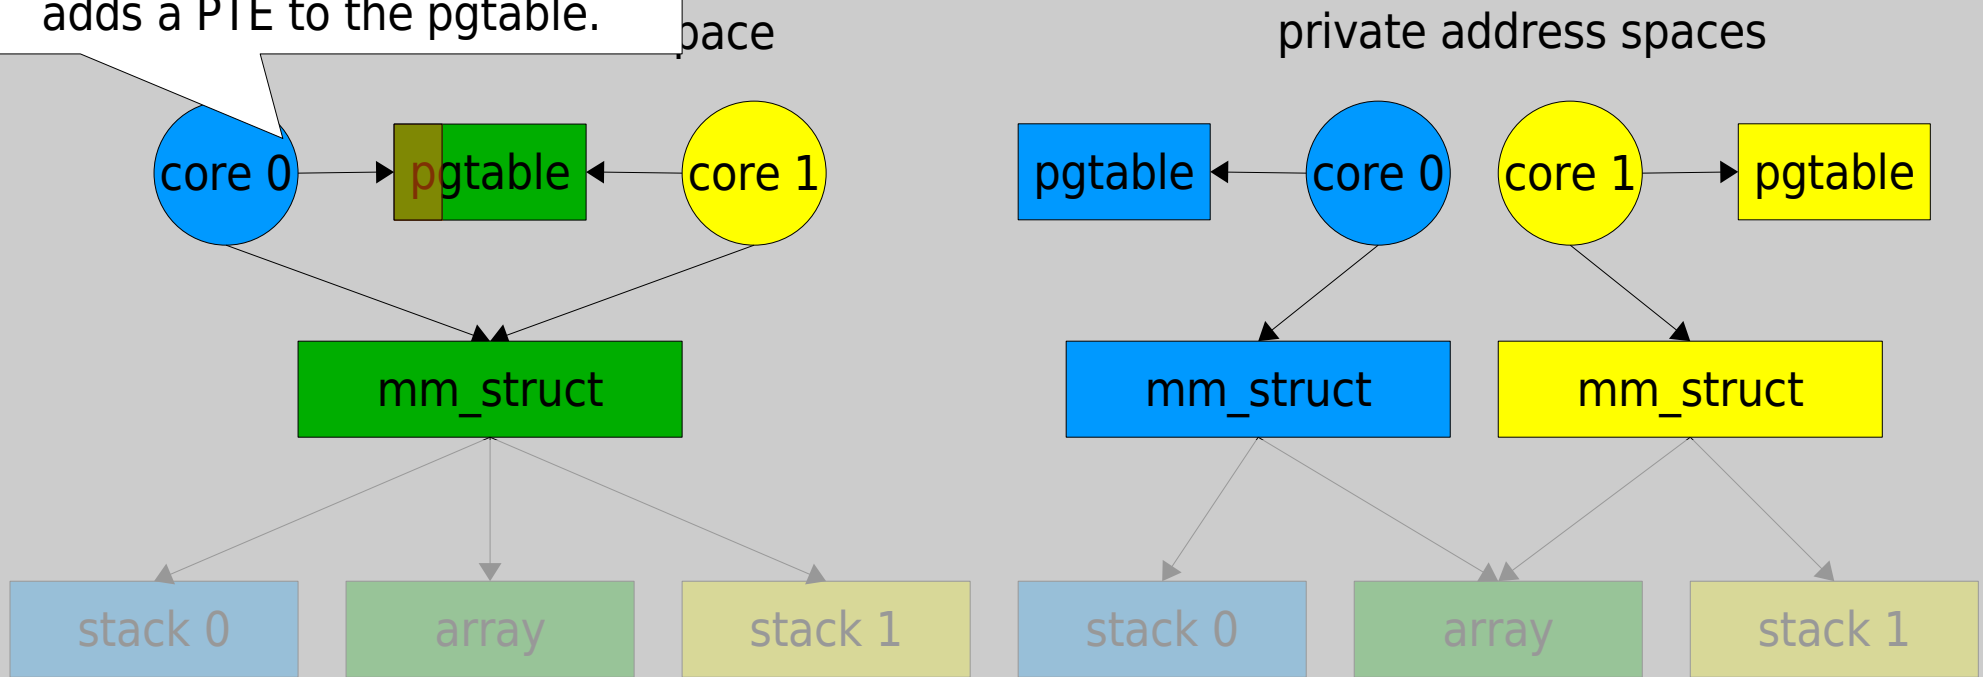 adds a PTE to the pgtable.
pace
private address spaces
core 0
pgtable
core 1
pgtable
core 0
core 1
pgtable
mm_struct
mm_struct
mm_struct
stack 0
array
stack 1
stack 0
array
stack 1